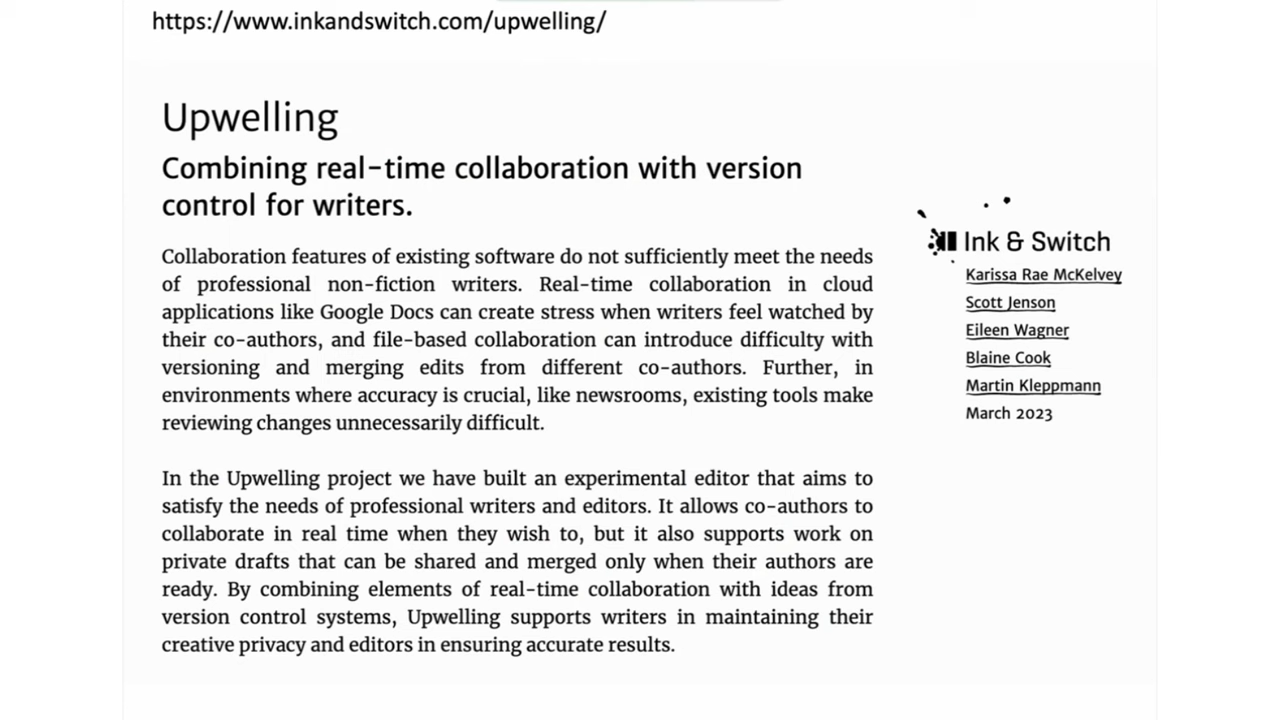 https://www.inkandswitch.com/upwelling/
Upwelling
Combining real-time collaboration with version
control for writers.
Collaboration features of existing software do not sufficiently meet the needs
of professional non-fiction writers. Real-time collaboration in cloud
applications like Google Docs can create stress when writers feel watched by
their co-authors, and file-based collaboration can introduce difficulty with
versioning and merging edits from different co-authors. Further, in
environments where accuracy is crucial, like newsrooms, existing tools make
reviewing changes unnecessarily difficult.
In the Upwelling project we have built an experimental editor that aims to
satisfy the needs of professional writers and editors. It allows co-authors to
collaborate in real time when they wish to, but it also supports work on
private drafts that can be shared and merged only when their authors are
ready. By combining elements of real-time collaboration with ideas from
version control systems, Upwelling supports writers in maintaining their
creative privacy and editors in ensuring accurate results.
Ink & Switch
Karissa Rae McKelvey
Scott Jenson
Eileen Wagner
Blaine Cook
Martin Kleppmann
March 2023